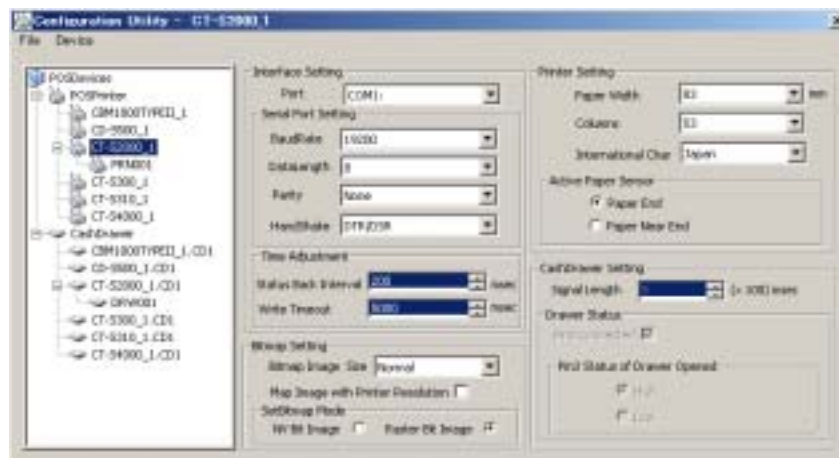 Configuration Utility - CT-S2000_1
File Device
POSDevices
POSPrinter
CBM1000TYPEII_1
CD-S500_1
CT-S2000_1
PRN001
CT-S300_1
CT-S310_1
CT-S4000_1
CashDrawer
CBM1000TYPEII_1.CD1
CD-S500_1.CD1
CT-S2000_1.CD1
DRW001
CT-S300_1.CD1
CT-S310_1.CD1
CT-S4000_1.CD1
Interface Setting
Port COM1:
Serial Port Setting
BaudRate 19200
DataLength 8
Parity None
HandShake DTR/DSR
Time Adjustment
Status Back Interval 200 msec
Write Timeout 5000 msec
Bitmap Setting
Bitmap Image Size Normal
Map Image with Printer Resolution
SetBitmap Mode
NV Bit Image Raster Bit Image
Printer Setting
Paper Width 83 mm
Columns 53
International Char Japan
Active Paper Sensor
Paper End
Paper Near End
CashDrawer Setting
Signal Length (x 100) msec
Drawer Status
Pin3 Status of Drawer Opened